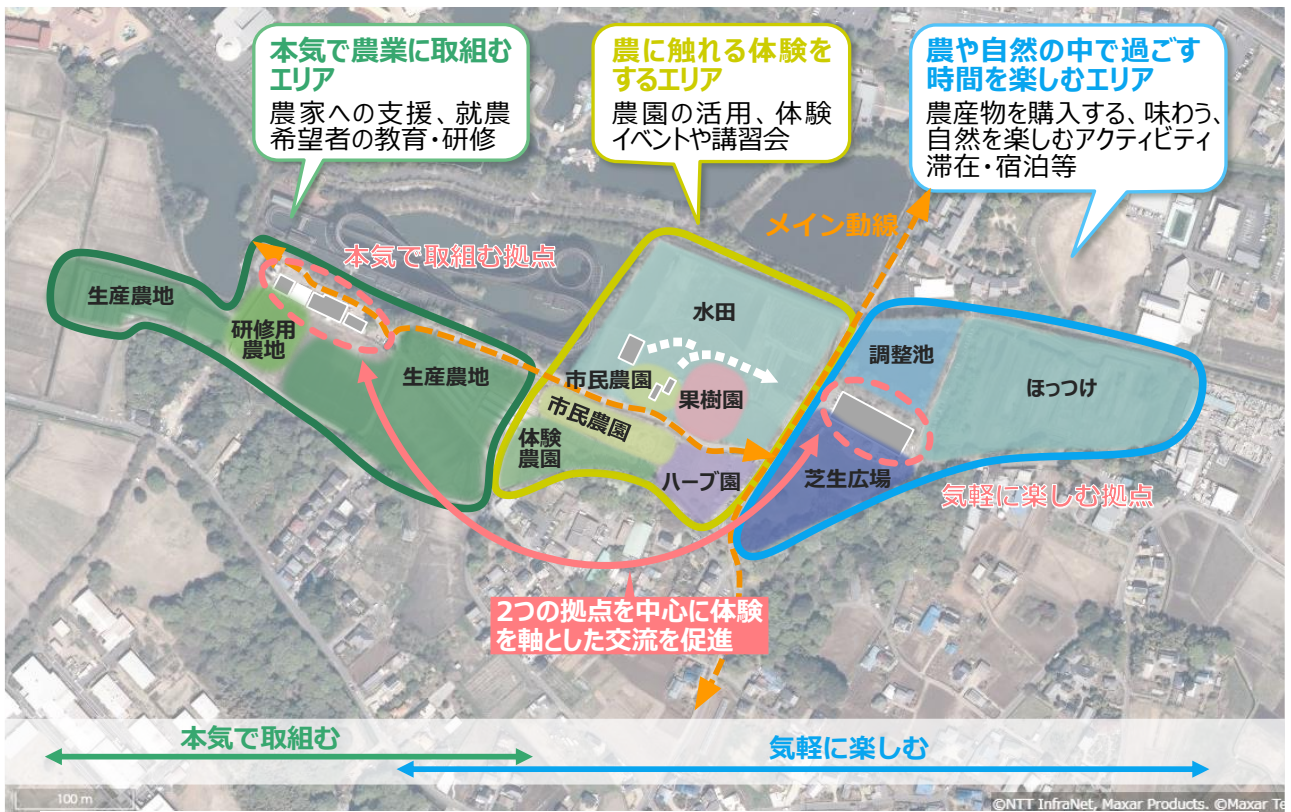 本気で農業に取組む
エリア
農家への支援、就農
希望者の教育・研修
農に触れる体験を
するエリア
農園の活用、体験
イベントや講習会
農や自然の中で過ごす
時間を楽しむエリア
農産物を購入する、味わう、
自然を楽しむアクティビティ
滞在・宿泊等
メイン動線
本気で取組む拠点
生産農地
研修用
農地
生産農地
水田
市民農園
果樹園
市民農園
体験
農園
ハーブ園
調整池
ほっつけ
芝生広場
気軽に楽しむ拠点
2つの拠点を中心に体験
を軸とした交流を促進
本気で取組む
気軽に楽しむ
100 m
©NTT InfraNet, Maxar Products. ©Maxar Te